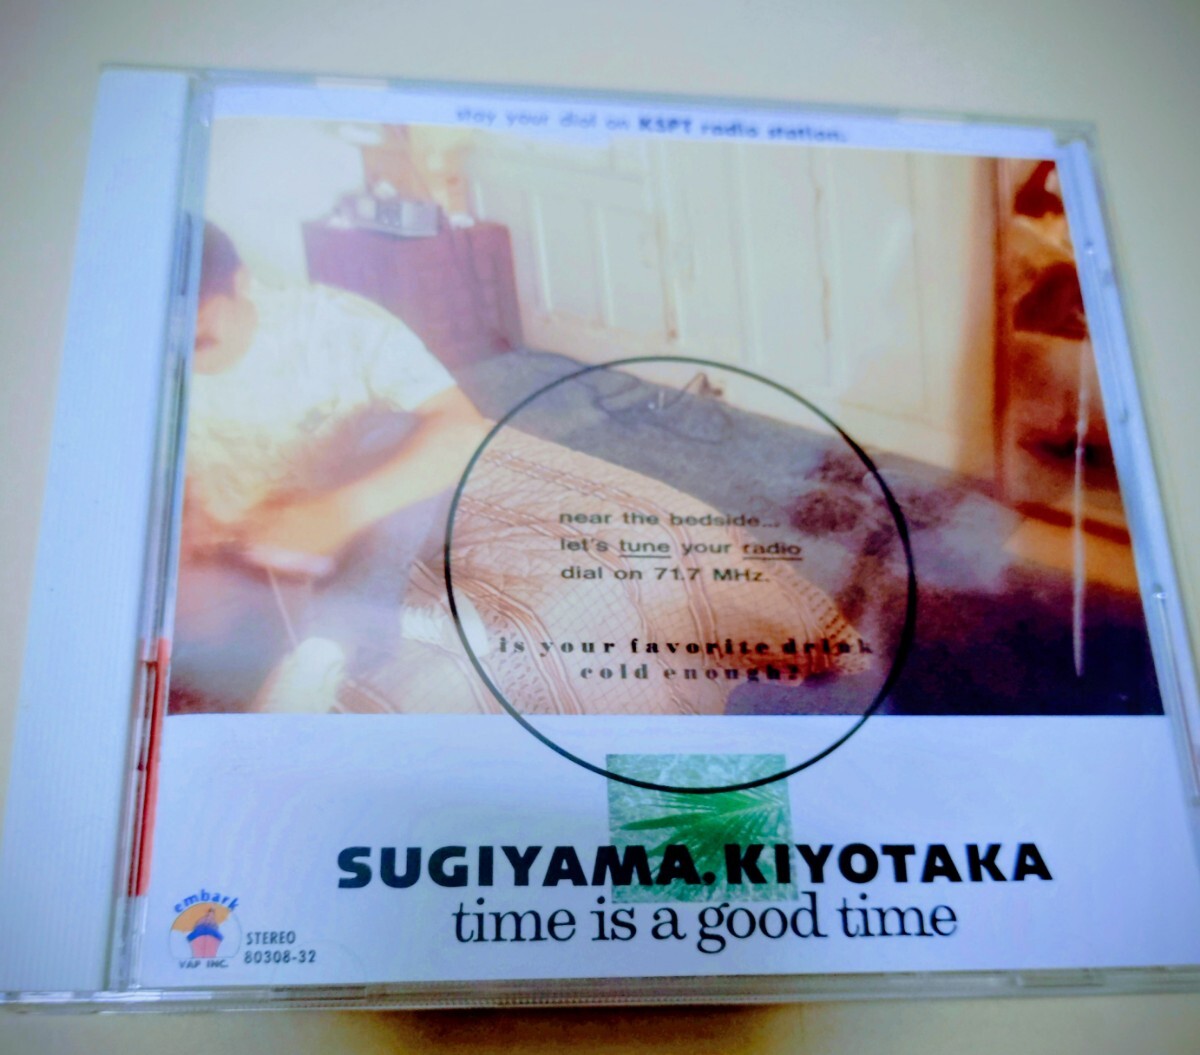 stay your dial on KSPT radio station.
near the bedside...
let's tune your radio
dial on 71.7 MHz.
is your favorite drink
cold enough?
SUGIYAMA.KIYOTAKA
time is a good time
embark
VAP INC.
STEREO
80308-32